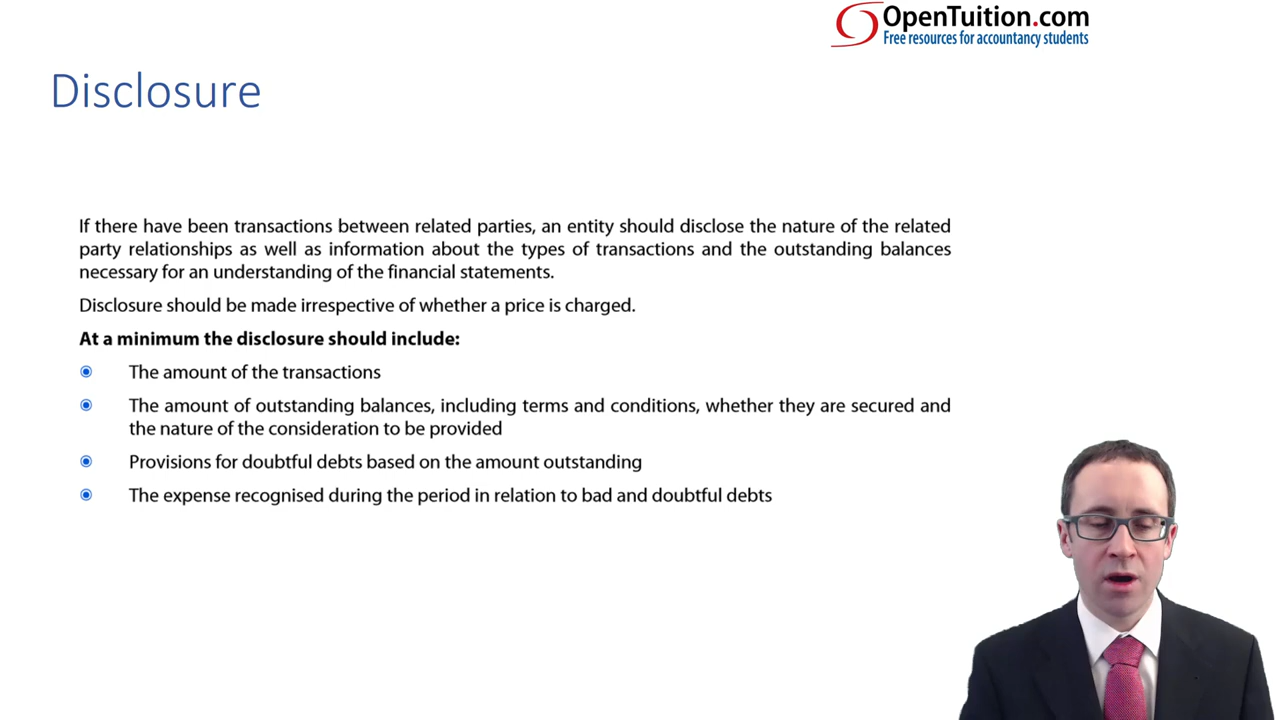 OpenTuition.com
Free resources for accountancy students
Disclosure
If there have been transactions between related parties, an entity should disclose the nature of the related
party relationships as well as information about the types of transactions and the outstanding balances
necessary for an understanding of the financial statements.
Disclosure should be made irrespective of whether a price is charged.
At a minimum the disclosure should include:
The amount of the transactions
The amount of outstanding balances, including terms and conditions, whether they are secured and
the nature of the consideration to be provided
Provisions for doubtful debts based on the amount outstanding
The expense recognised during the period in relation to bad and doubtful debts